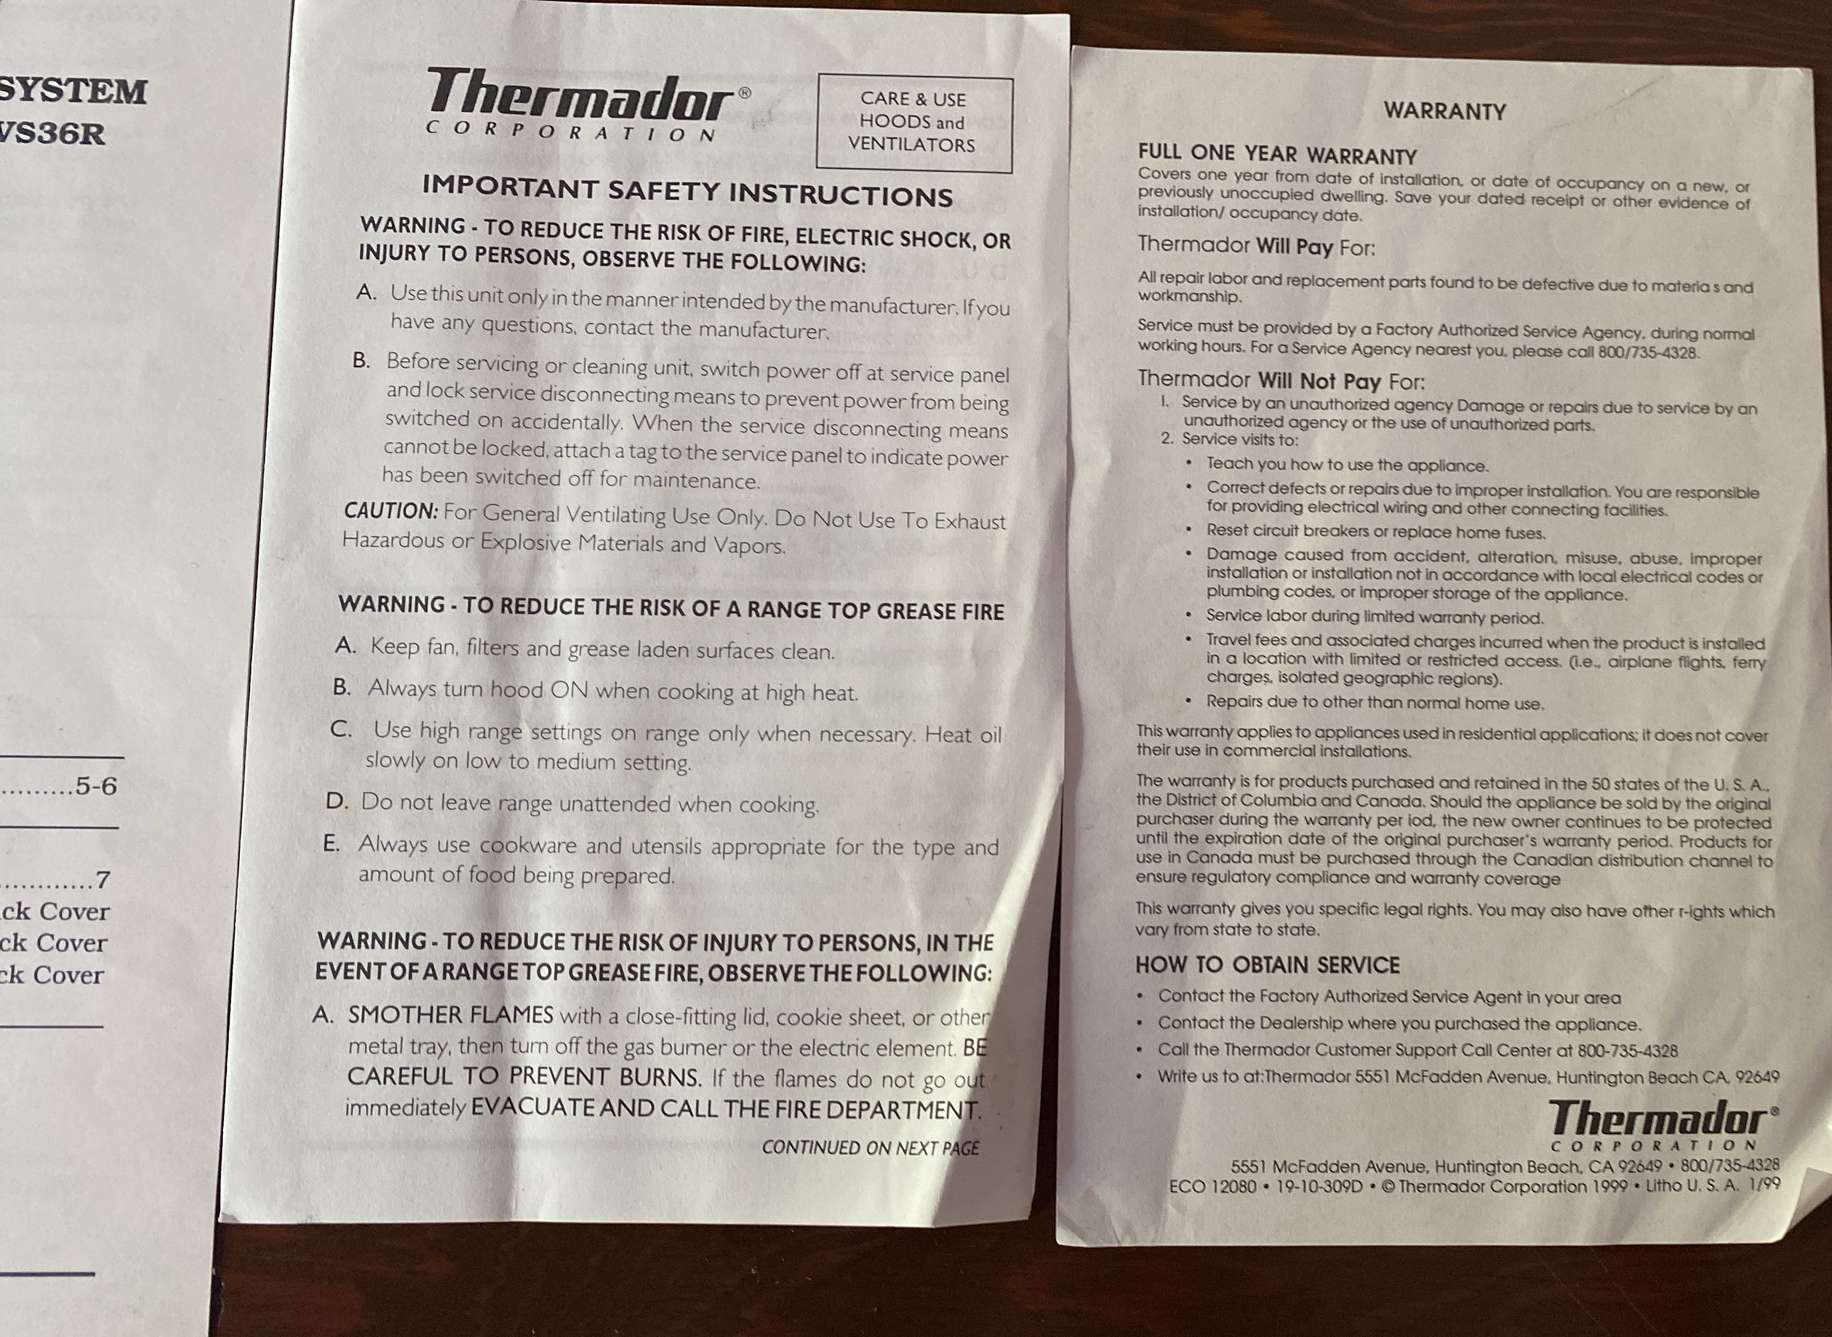 SYSTEM
VS36R
.........5-6
............7
ck Cover
ck Cover
ck Cover
Thermador®
CORPORATION
CARE & USE
HOODS and
VENTILATORS
IMPORTANT SAFETY INSTRUCTIONS
WARNING - TO REDUCE THE RISK OF FIRE, ELECTRIC SHOCK, OR
INJURY TO PERSONS, OBSERVE THE FOLLOWING:
A. Use this unit only in the manner intended by the manufacturer. If you
have any questions, contact the manufacturer.
B. Before servicing or cleaning unit, switch power off at service panel
and lock service disconnecting means to prevent power from being
switched on accidentally. When the service disconnecting means
cannot be locked, attach a tag to the service panel to indicate power
has been switched off for maintenance.
CAUTION: For General Ventilating Use Only. Do Not Use To Exhaust
Hazardous or Explosive Materials and Vapors.
WARNING - TO REDUCE THE RISK OF A RANGE TOP GREASE FIRE
A. Keep fan, filters and grease laden surfaces clean.
B. Always turn hood ON when cooking at high heat.
C. Use high range settings on range only when necessary. Heat oil
slowly on low to medium setting.
D. Do not leave range unattended when cooking.
E. Always use cookware and utensils appropriate for the type and
amount of food being prepared.
WARNING - TO REDUCE THE RISK OF INJURY TO PERSONS, IN THE
EVENT OF A RANGE TOP GREASE FIRE, OBSERVE THE FOLLOWING:
A. SMOTHER FLAMES with a close-fitting lid, cookie sheet, or other
metal tray, then turn off the gas burner or the electric element. BE
CAREFUL TO PREVENT BURNS. If the flames do not go out
immediately EVACUATE AND CALL THE FIRE DEPARTMENT.
CONTINUED ON NEXT PAGE
WARRANTY
FULL ONE YEAR WARRANTY
Covers one year from date of installation, or date of occupancy on a new, or
previously unoccupied dwelling. Save your dated receipt or other evidence of
installation/ occupancy date.
Thermador Will Pay For:
All repair labor and replacement parts found to be defective due to materia s and
workmanship.
Service must be provided by a Factory Authorized Service Agency, during normal
working hours. For a Service Agency nearest you, please call 800/735-4328.
Thermador Will Not Pay For:
1. Service by an unauthorized agency Damage or repairs due to service by an
unauthorized agency or the use of unauthorized parts.
2. Service visits to:
• Teach you how to use the appliance.
• Correct defects or repairs due to improper installation. You are responsible
for providing electrical wiring and other connecting facilities.
• Reset circuit breakers or replace home fuses.
• Damage caused from accident, alteration, misuse, abuse, improper
installation or installation not in accordance with local electrical codes or
plumbing codes, or improper storage of the appliance.
• Service labor during limited warranty period.
• Travel fees and associated charges incurred when the product is installed
in a location with limited or restricted access. (i.e., airplane flights, ferry
charges, isolated geographic regions).
• Repairs due to other than normal home use.
This warranty applies to appliances used in residential applications; it does not cover
their use in commercial installations.
The warranty is for products purchased and retained in the 50 states of the U. S. A.,
the District of Columbia and Canada. Should the appliance be sold by the original
purchaser during the warranty per iod, the new owner continues to be protected
until the expiration date of the original purchaser's warranty period. Products for
use in Canada must be purchased through the Canadian distribution channel to
ensure regulatory compliance and warranty coverage
This warranty gives you specific legal rights. You may also have other r-ights which
vary from state to state.
HOW TO OBTAIN SERVICE
• Contact the Factory Authorized Service Agent in your area
• Contact the Dealership where you purchased the appliance.
• Call the Thermador Customer Support Call Center at 800-735-4328
• Write us to at:Thermador 5551 McFadden Avenue, Huntington Beach CA, 92649
Thermador®
CORPORATION
5551 McFadden Avenue, Huntington Beach, CA 92649 • 800/735-4328
ECO 12080 • 19-10-309D • © Thermador Corporation 1999 • Litho U. S. A. 1/99